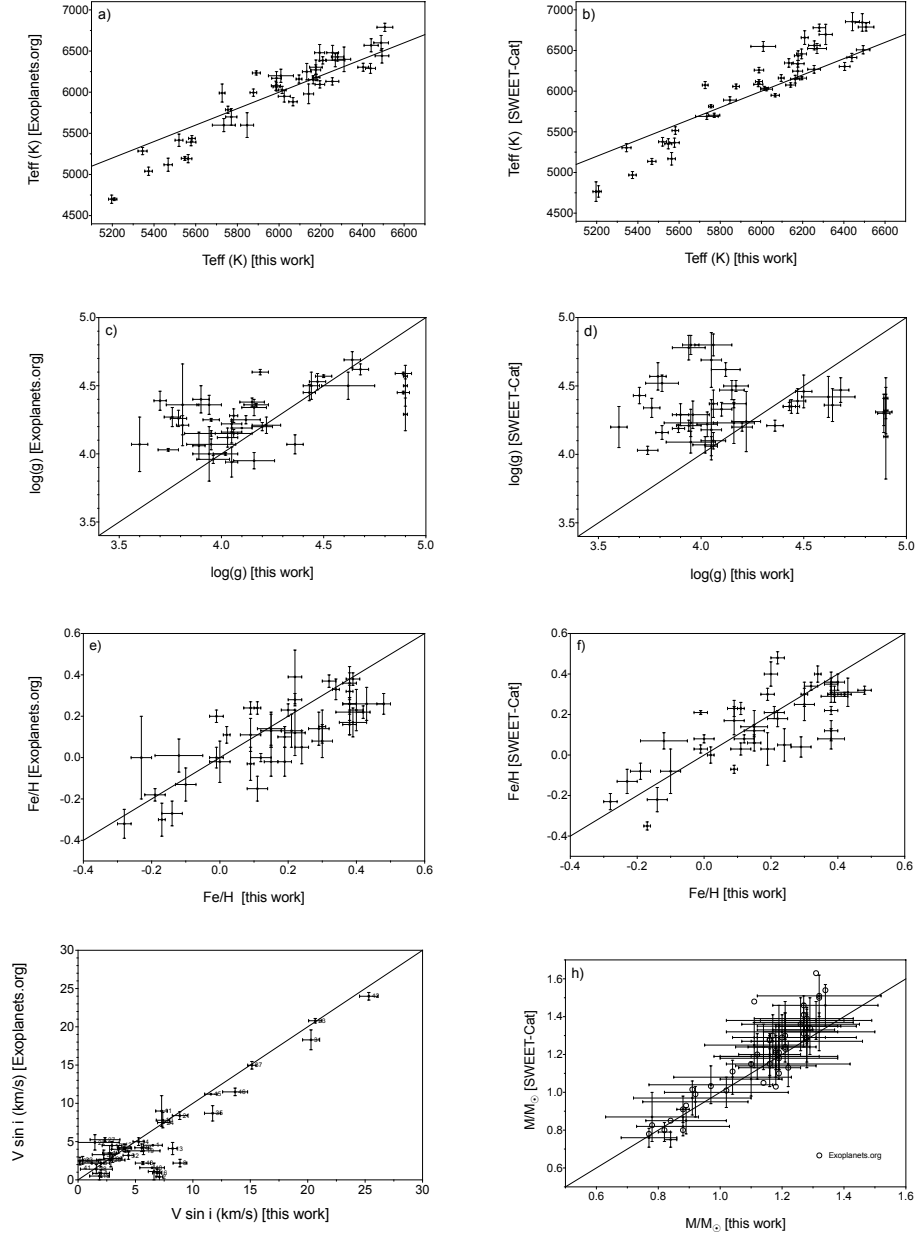 a)
7000
6500
6000
5500
5000
4500
Teff (K) [Exoplanets.org]
5200 5400 5600 5800 6000 6200 6400 6600
Teff (K) [this work]
b)
7000
6500
6000
5500
5000
4500
Teff (K) [SWEET-Cat]
5200 5400 5600 5800 6000 6200 6400 6600
Teff (K) [this work]
c)
5.0
4.5
4.0
3.5
log(g) [Exoplanets.org]
3.5 4.0 4.5 5.0
log(g) [this work]
d)
5.0
4.5
4.0
3.5
log(g) [SWEET-Cat]
3.5 4.0 4.5 5.0
log(g) [this work]
e)
0.6
0.4
0.2
0.0
-0.2
-0.4
Fe/H [Exoplanets.org]
-0.4 -0.2 0.0 0.2 0.4 0.6
Fe/H [this work]
f)
0.6
0.4
0.2
0.0
-0.2
-0.4
Fe/H [SWEET-Cat]
-0.4 -0.2 0.0 0.2 0.4 0.6
Fe/H [this work]
30
25
20
15
10
5
0
V sin i (km/s) [Exoplanets.org]
0 5 10 15 20 25 30
V sin i (km/s) [this work]
h)
1.6
1.4
1.2
1.0
0.8
0.6
M/M☉ [SWEET-Cat]
Exoplanets.org
0.6 0.8 1.0 1.2 1.4 1.6
M/M☉ [this work]